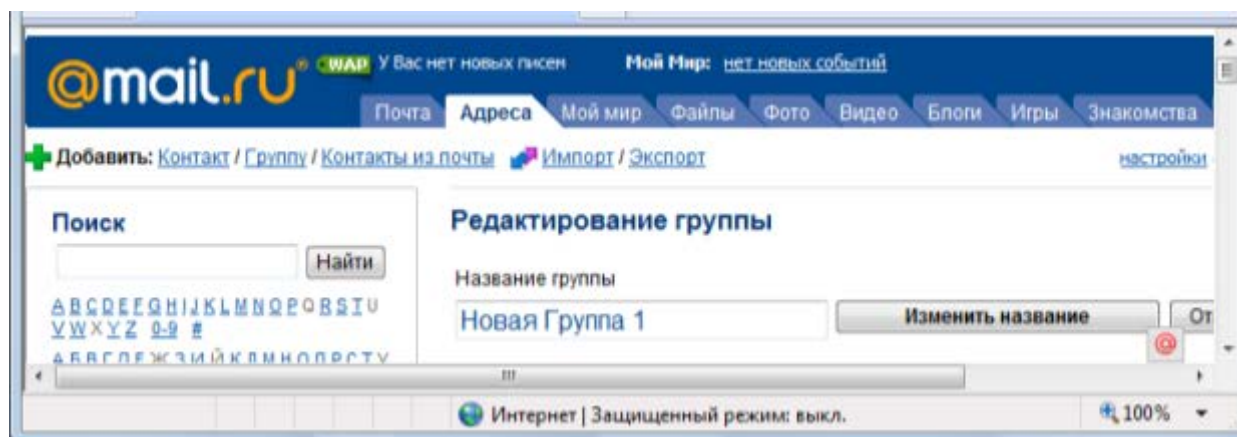 @mail.ru® WAP У Вас нет новых писем Мой Мир: нет новых событий
Почта Адреса Мой мир Файлы Фото Видео Блоги Игры Знакомства
Добавить: Контакт / Группу / Контакты из почты Импорт / Экспорт настройки
Поиск
Найти
A B C D E F G H I J K L M N O P Q R S T U
V W X Y Z 0-9 #
А Б В Г Д Е Ж З И Й К Л М Н О П Р С Т У
Редактирование группы
Название группы
Новая Группа 1 Изменить название От
@
Интернет | Защищенный режим: выкл. 100%